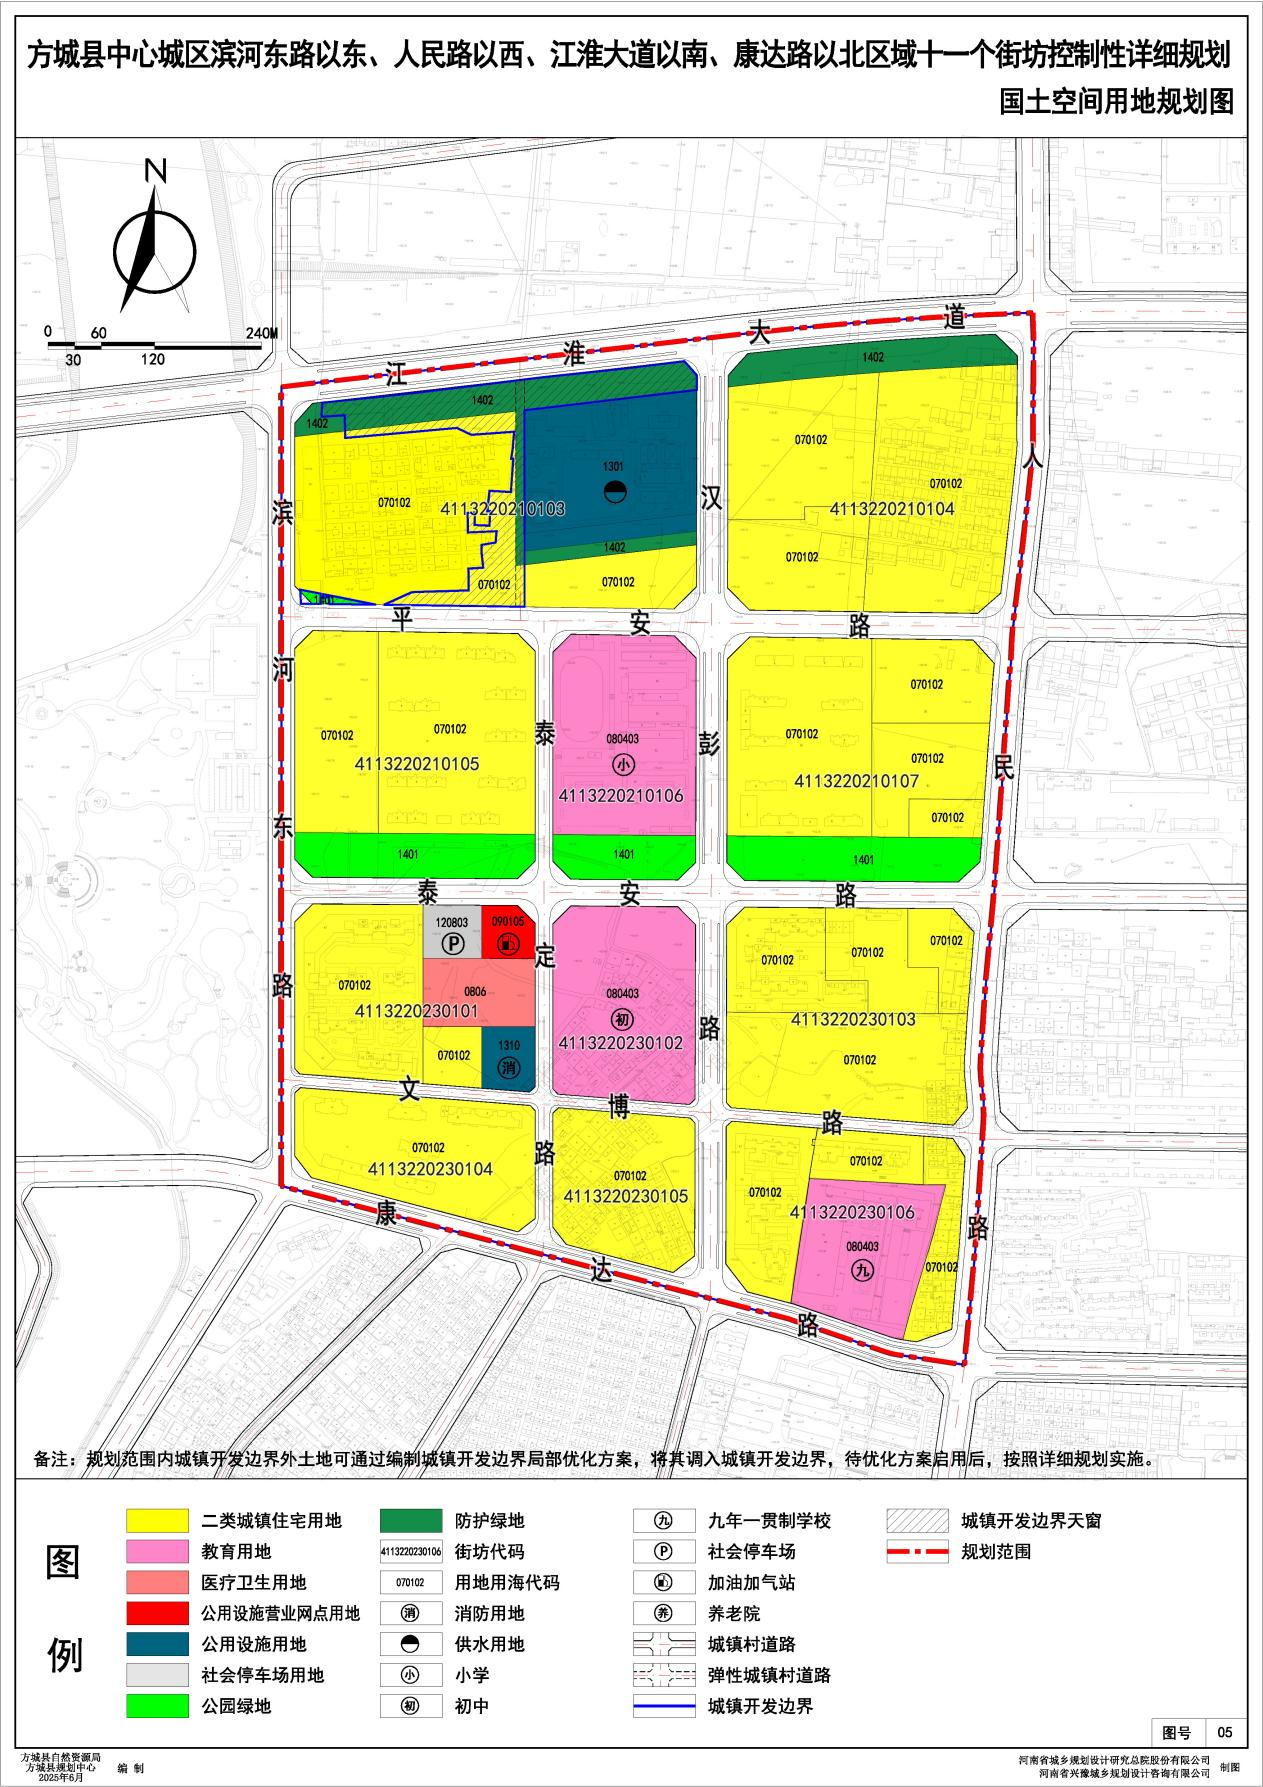 方城县中心城区滨河东路以东、人民路以西、江淮大道以南、康达路以北区域十一个街坊控制性详细规划
国土空间用地规划图
N
0 60 240M
30 120
江 淮 大 道
滨 河 东 路
人 民 路
汉 彭 路
泰 定 路
平 安 路
泰 安 路
文 博 路
康 达 路
1402
1402
1402
070102
4113220210103
1301
1402
070102
070102
1401
070102
070102
4113220210104
070102
070102
070102
4113220210105
1401
080403
小
4113220210106
1401
070102
070102
070102
4113220210107
070102
1401
120803
P
090105
070102
0806
4113220230101
070102
1310
消
080403
初
4113220230102
070102
070102
070102
4113220230103
070102
070102
4113220230104
070102
4113220230105
070102
070102
4113220230106
080403
九
070102
备注：规划范围内城镇开发边界外土地可通过编制城镇开发边界局部优化方案，将其调入城镇开发边界，待优化方案启用后，按照详细规划实施。
图例
二类城镇住宅用地
教育用地
医疗卫生用地
公用设施营业网点用地
公用设施用地
社会停车场用地
公园绿地
防护绿地
4113220230106 街坊代码
070102 用地用海代码
消 消防用地
供水用地
小 小学
初 初中
九 九年一贯制学校
P 社会停车场
加油加气站
养 养老院
城镇村道路
弹性城镇村道路
城镇开发边界
城镇开发边界天窗
规划范围
图号 05
方城县自然资源局
方城县规划中心
2025年6月
编 制
河南省城乡规划设计研究总院股份有限公司
河南省兴豫城乡规划设计咨询有限公司
制图